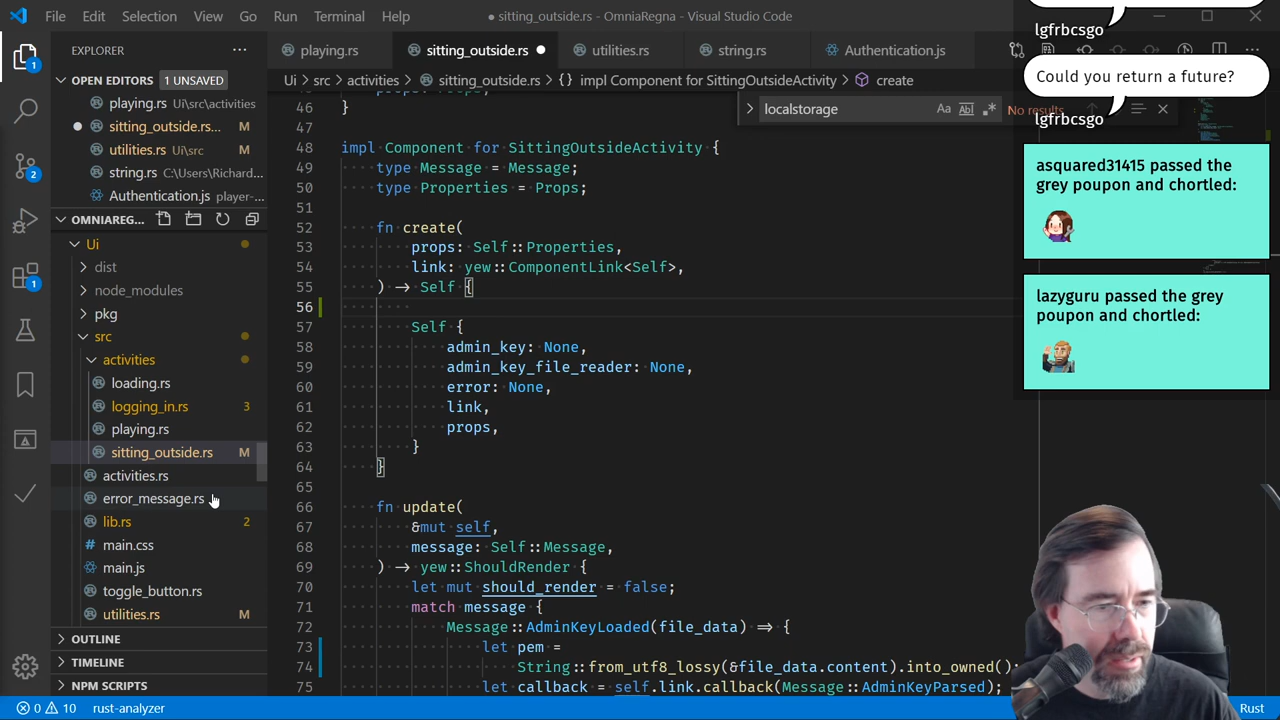 File Edit Selection View Go Run Terminal Help
sitting_outside.rs - OmniaRegna - Visual Studio Code
EXPLORER
OPEN EDITORS 1 UNSAVED
playing.rs Ui\src\activities
sitting_outside.rs... M
utilities.rs Ui\src M
string.rs C:\Users\Richard...
Authentication.js player-...
OMNIAREG...
Ui
dist
node_modules
pkg
src
activities
loading.rs
logging_in.rs 3
playing.rs
sitting_outside.rs M
activities.rs
error_message.rs
lib.rs 2
main.css
main.js
toggle_button.rs
utilities.rs M
OUTLINE
TIMELINE
NPM SCRIPTS
1
2
1
playing.rs sitting_outside.rs utilities.rs string.rs Authentication.js
Ui > src > activities > sitting_outside.rs > {} impl Component for SittingOutsideActivity > create
localstorage Aa Abl .* No results
46 }
47
48 impl Component for SittingOutsideActivity {
49 type Message = Message;
50 type Properties = Props;
51
52 fn create(
53 props: Self::Properties,
54 link: yew::ComponentLink<Self>,
55 ) -> Self {
56
57 Self {
58 admin_key: None,
59 admin_key_file_reader: None,
60 error: None,
61 link,
62 props,
63 }
64 }
65
66 fn update(
67 &mut self,
68 message: Self::Message,
69 ) -> yew::ShouldRender {
70 let mut should_render = false;
71 match message {
72 Message::AdminKeyLoaded(file_data) => {
73 let pem =
74 String::from_utf8_lossy(&file_data.content).into_owned();
75 let callback = self.link.callback(Message::AdminKeyParsed);
lgfrbcsgo
Could you return a future?
lgfrbcsgo
asquared31415 passed the
grey poupon and chortled:
lazyguru passed the grey
poupon and chortled:
0 10 rust-analyzer
Rust